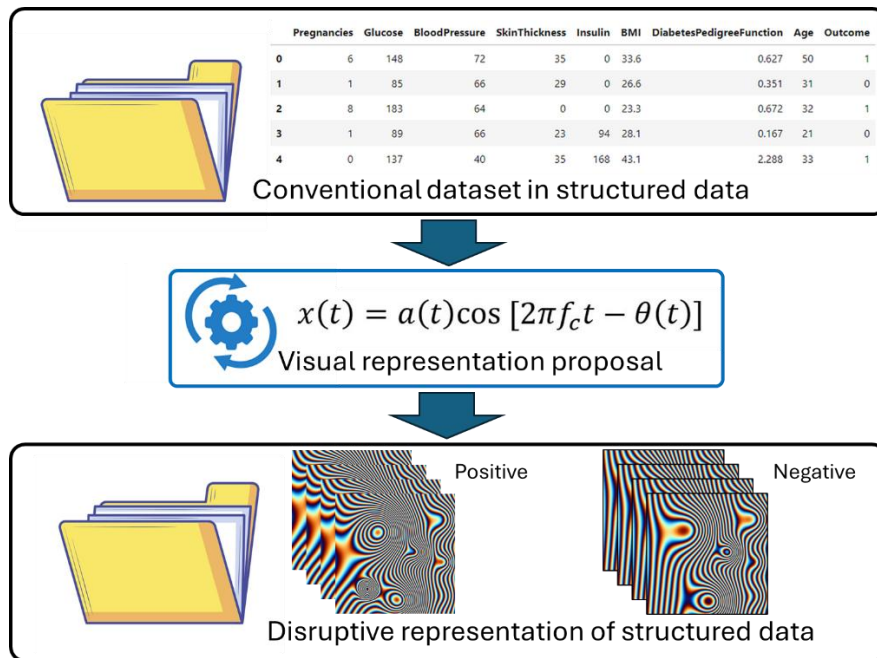 Pregnancies Glucose BloodPressure SkinThickness Insulin BMI DiabetesPedigreeFunction Age Outcome
0 6 148 72 35 0 33.6 0.627 50 1
1 1 85 66 29 0 26.6 0.351 31 0
2 8 183 64 0 0 23.3 0.672 32 1
3 1 89 66 23 94 28.1 0.167 21 0
4 0 137 40 35 168 43.1 2.288 33 1
Conventional dataset in structured data
x(t) = a(t)cos [2πf_c t − θ(t)]
Visual representation proposal
Positive
Negative
Disruptive representation of structured data